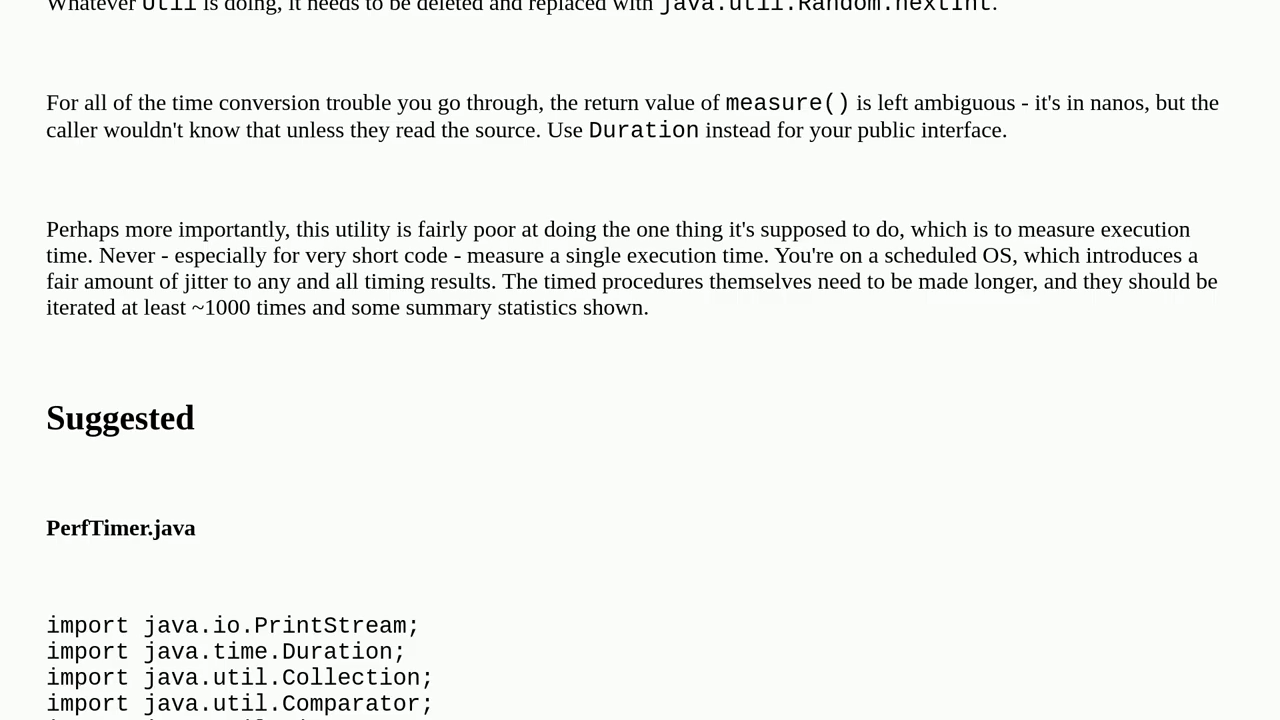 Whatever Util is doing, it needs to be deleted and replaced with java.util.Random.nextInt.
For all of the time conversion trouble you go through, the return value of measure() is left ambiguous - it's in nanos, but the
caller wouldn't know that unless they read the source. Use Duration instead for your public interface.
Perhaps more importantly, this utility is fairly poor at doing the one thing it's supposed to do, which is to measure execution
time. Never - especially for very short code - measure a single execution time. You're on a scheduled OS, which introduces a
fair amount of jitter to any and all timing results. The timed procedures themselves need to be made longer, and they should be
iterated at least ~1000 times and some summary statistics shown.
Suggested
PerfTimer.java
import java.io.PrintStream;
import java.time.Duration;
import java.util.Collection;
import java.util.Comparator;